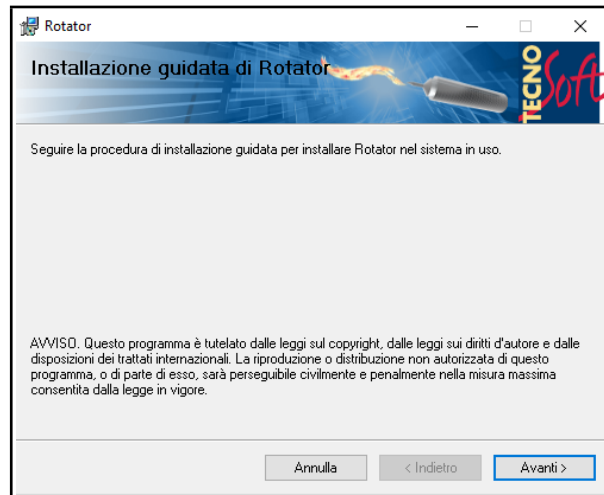 Rotator
Installazione guidata di Rotator
TECNO
Soft
Seguire la procedura di installazione guidata per installare Rotator nel sistema in uso.
AVVISO. Questo programma è tutelato dalle leggi sul copyright, dalle leggi sui diritti d'autore e dalle
disposizioni dei trattati internazionali. La riproduzione o distribuzione non autorizzata di questo
programma, o di parte di esso, sarà perseguibile civilmente e penalmente nella misura massima
consentita dalla legge in vigore.
Annulla
< Indietro
Avanti >